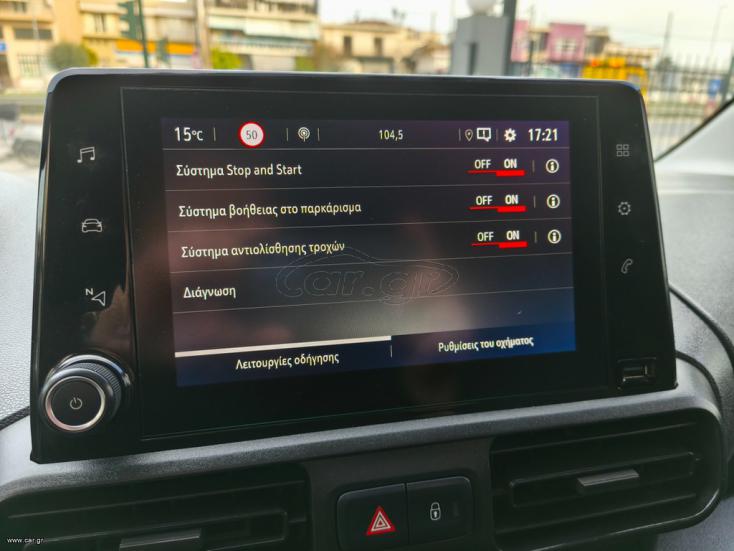 15°C 50 104,5 17:21
Σύστημα Stop and Start OFF ON
Σύστημα βοήθειας στο παρκάρισμα OFF ON
Σύστημα αντιολίσθησης τροχών OFF ON
Διάγνωση
car.gr
Λειτουργίες οδήγησης Ρυθμίσεις του οχήματος
N
www.car.gr